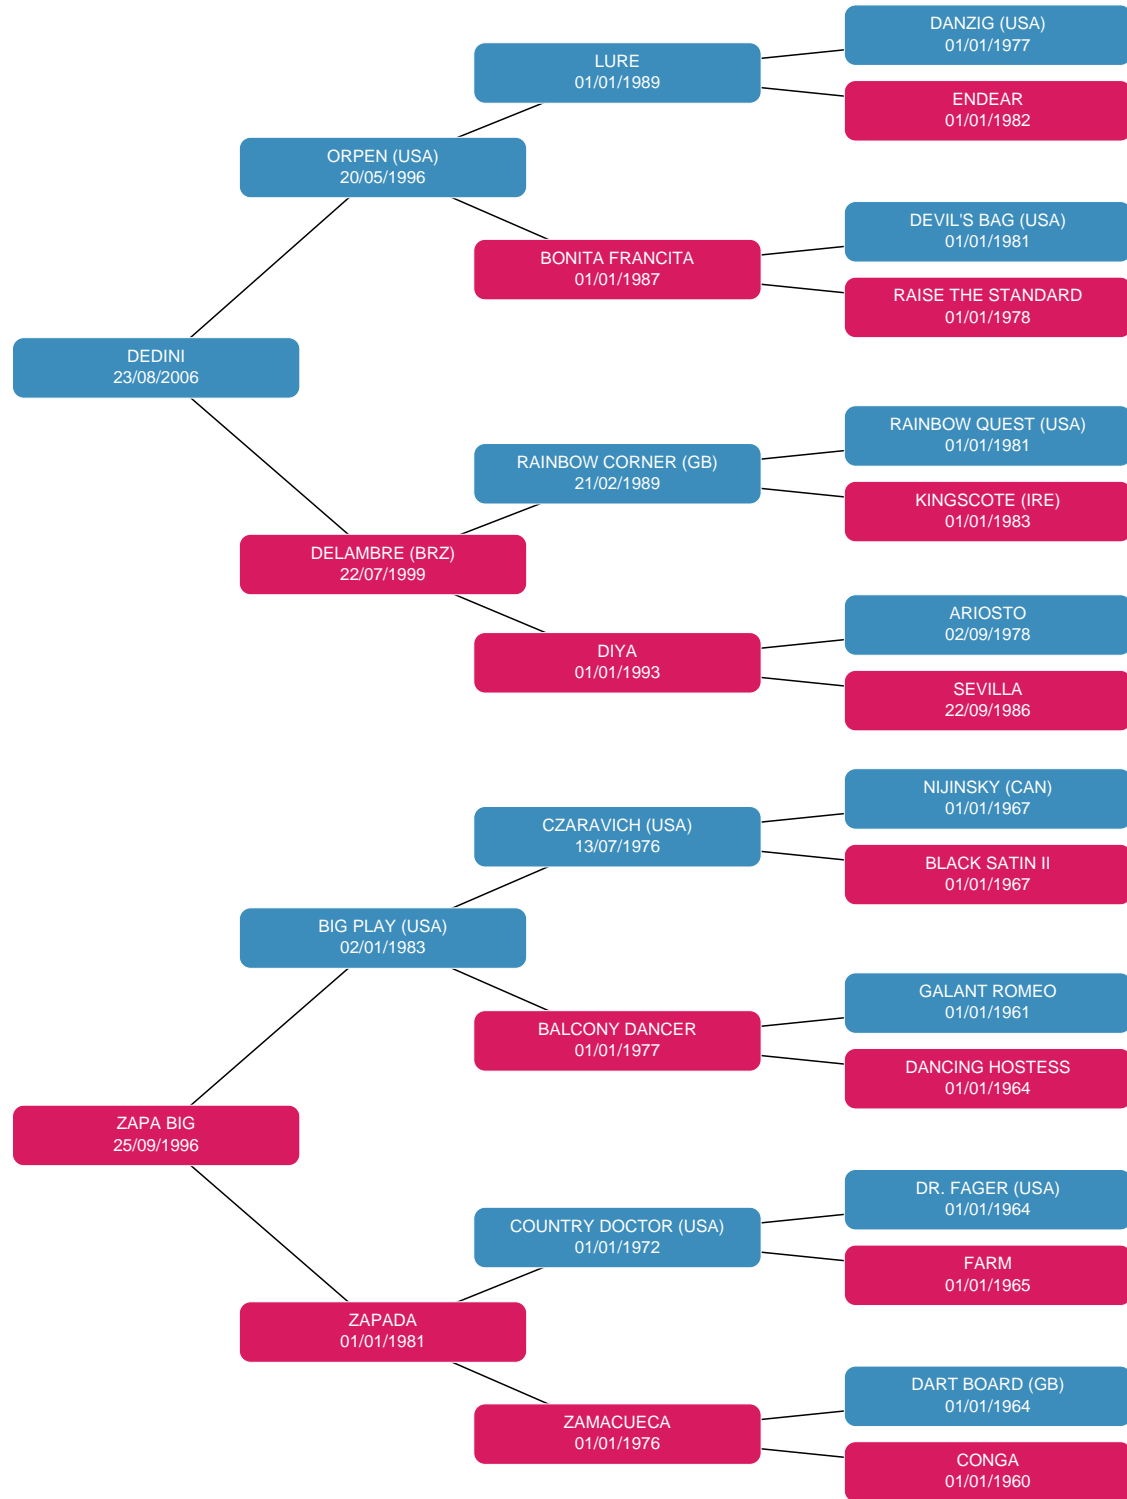 DANZIG (USA)
01/01/1977
LURE
01/01/1989
ENDEAR
01/01/1982
ORPEN (USA)
20/05/1996
DEVIL'S BAG (USA)
01/01/1981
BONITA FRANCITA
01/01/1987
RAISE THE STANDARD
01/01/1978
DEDINI
23/08/2006
RAINBOW QUEST (USA)
01/01/1981
RAINBOW CORNER (GB)
21/02/1989
KINGSCOTE (IRE)
01/01/1983
DELAMBRE (BRZ)
22/07/1999
ARIOSTO
02/09/1978
DIYA
01/01/1993
SEVILLA
22/09/1986
NIJINSKY (CAN)
01/01/1967
CZARAVICH (USA)
13/07/1976
BLACK SATIN II
01/01/1967
BIG PLAY (USA)
02/01/1983
GALANT ROMEO
01/01/1961
BALCONY DANCER
01/01/1977
DANCING HOSTESS
01/01/1964
ZAPA BIG
25/09/1996
DR. FAGER (USA)
01/01/1964
COUNTRY DOCTOR (USA)
01/01/1972
FARM
01/01/1965
ZAPADA
01/01/1981
DART BOARD (GB)
01/01/1964
ZAMACUECA
01/01/1976
CONGA
01/01/1960